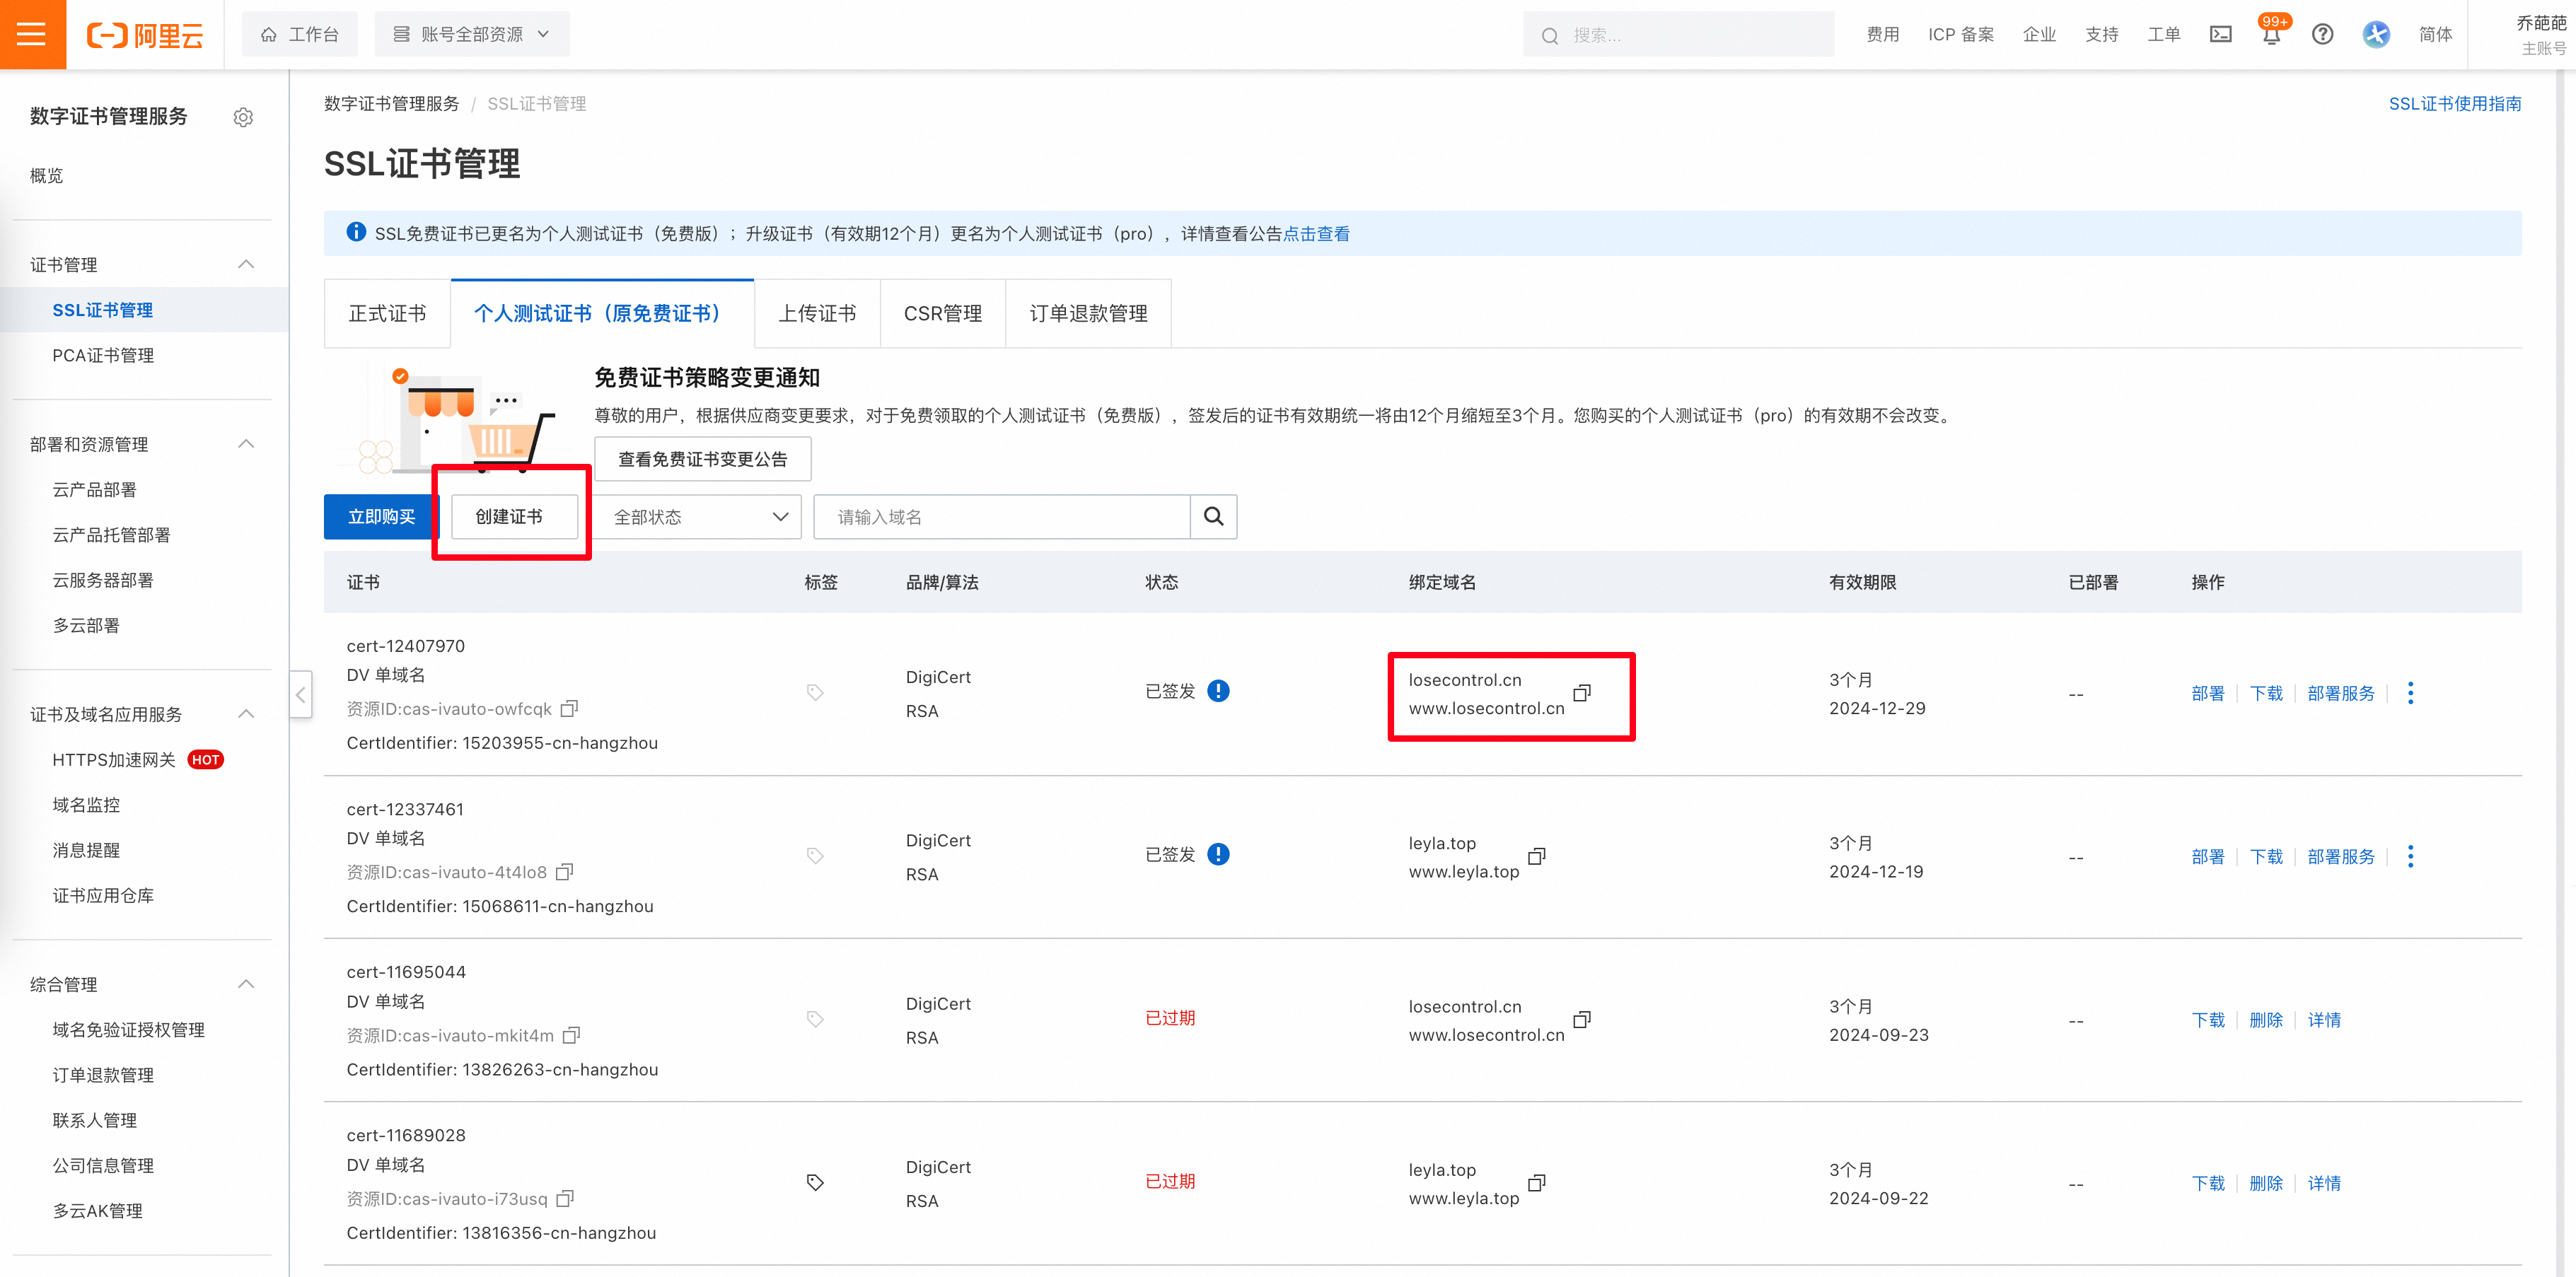 阿里云
工作台
账号全部资源
搜索...
费用
ICP 备案
企业
支持
工单
99+
简体
乔葩葩
主账号
数字证书管理服务
概览
证书管理
SSL证书管理
PCA证书管理
部署和资源管理
云产品部署
云产品托管部署
云服务器部署
多云部署
证书及域名应用服务
HTTPS加速网关 HOT
域名监控
消息提醒
证书应用仓库
综合管理
域名免验证授权管理
订单退款管理
联系人管理
公司信息管理
多云AK管理
数字证书管理服务 / SSL证书管理
SSL证书使用指南
SSL证书管理
SSL免费证书已更名为个人测试证书（免费版）；升级证书（有效期12个月）更名为个人测试证书（pro），详情查看公告点击查看
正式证书
个人测试证书（原免费证书）
上传证书
CSR管理
订单退款管理
免费证书策略变更通知
尊敬的用户，根据供应商变更要求，对于免费领取的个人测试证书（免费版），签发后的证书有效期统一将由12个月缩短至3个月。您购买的个人测试证书（pro）的有效期不会改变。
查看免费证书变更公告
立即购买
创建证书
全部状态
请输入域名
证书 标签 品牌/算法 状态 绑定域名 有效期限 已部署 操作
cert-12407970
DV 单域名
资源ID:cas-ivauto-owfcqk
CertIdentifier: 15203955-cn-hangzhou
DigiCert
RSA
已签发
losecontrol.cn
www.losecontrol.cn
3个月
2024-12-29
--
部署 下载 部署服务
cert-12337461
DV 单域名
资源ID:cas-ivauto-4t4lo8
CertIdentifier: 15068611-cn-hangzhou
DigiCert
RSA
已签发
leyla.top
www.leyla.top
3个月
2024-12-19
--
部署 下载 部署服务
cert-11695044
DV 单域名
资源ID:cas-ivauto-mkit4m
CertIdentifier: 13826263-cn-hangzhou
DigiCert
RSA
已过期
losecontrol.cn
www.losecontrol.cn
3个月
2024-09-23
--
下载 删除 详情
cert-11689028
DV 单域名
资源ID:cas-ivauto-i73usq
CertIdentifier: 13816356-cn-hangzhou
DigiCert
RSA
已过期
leyla.top
www.leyla.top
3个月
2024-09-22
--
下载 删除 详情